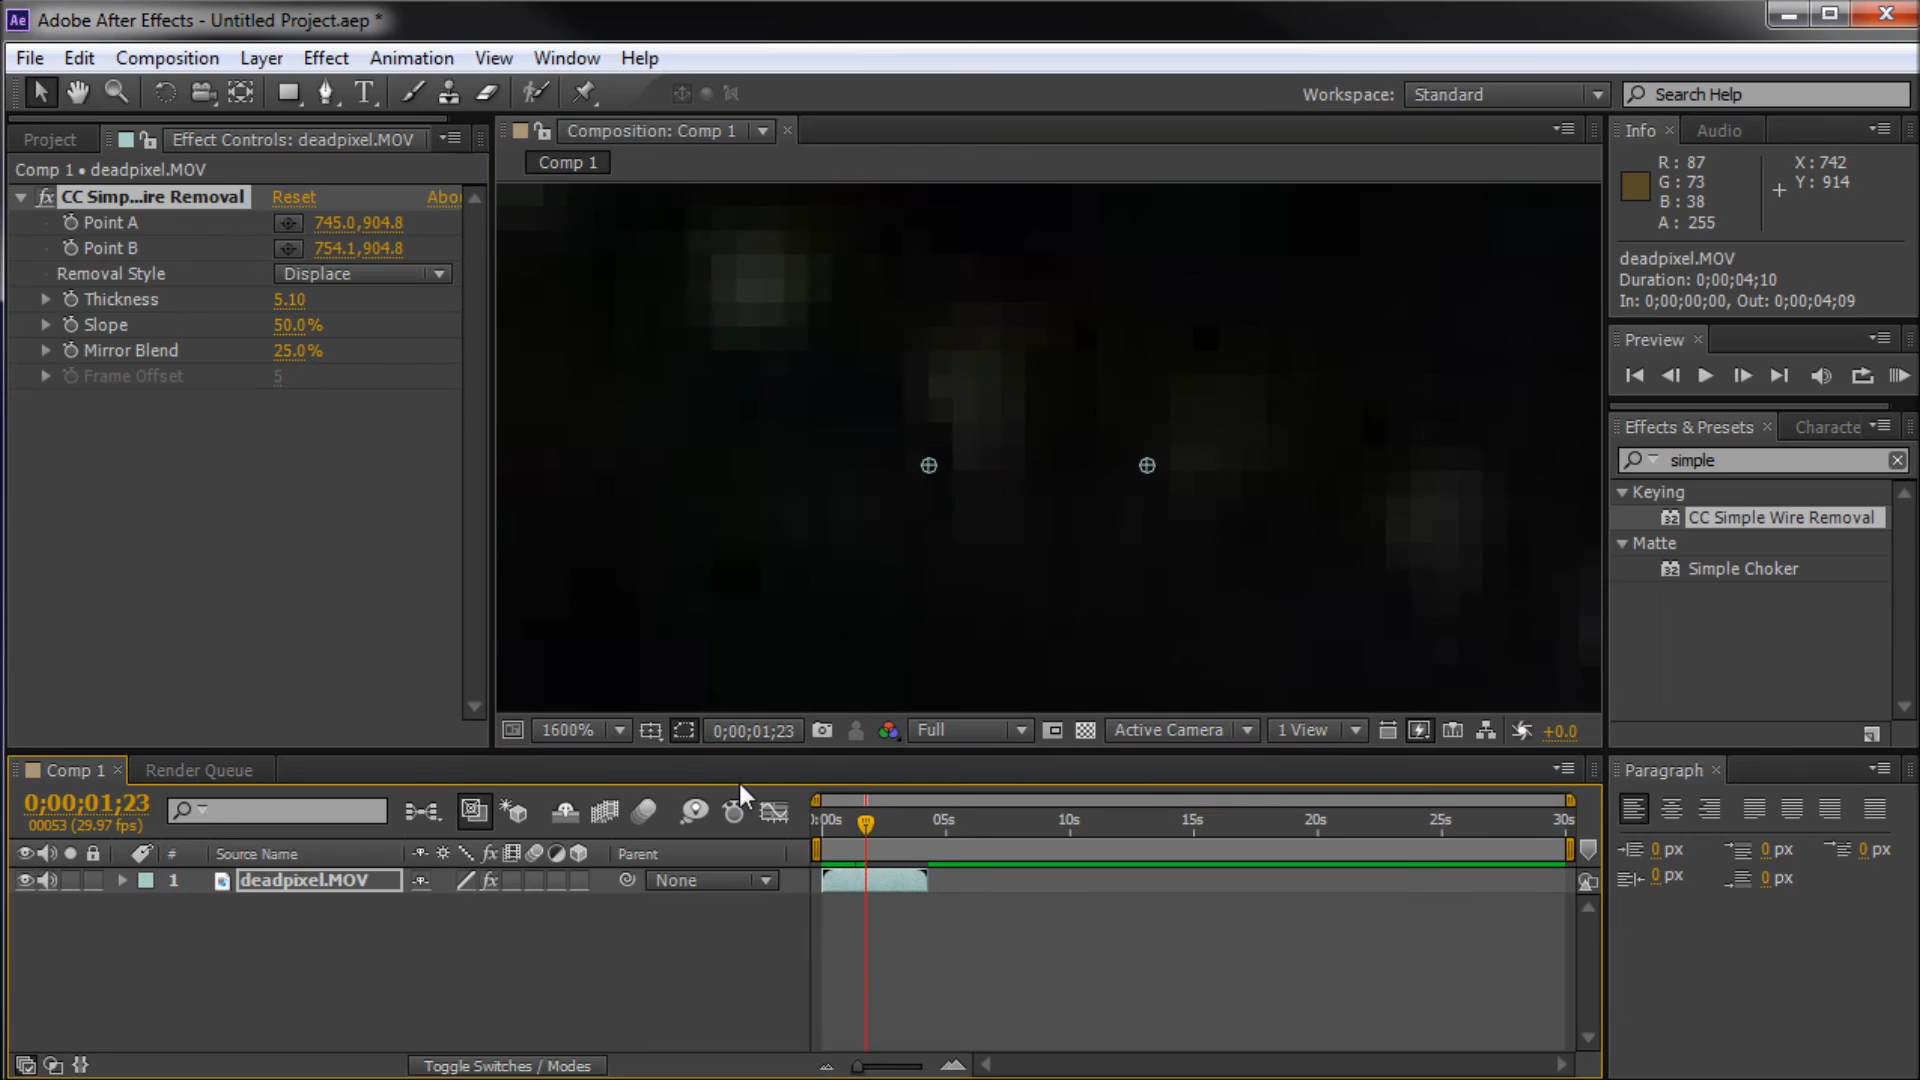 Ae Adobe After Effects - Untitled Project.aep *
File Edit Composition Layer Effect Animation View Window Help
T Workspace: Standard Search Help
Project Effect Controls: deadpixel.MOV
Comp 1 • deadpixel.MOV
fx CC Simp...ire Removal Reset Abo
Point A 745.0,904.8
Point B 754.1,904.8
Removal Style Displace
Thickness 5.10
Slope 50.0%
Mirror Blend 25.0%
Frame Offset 5
Composition: Comp 1
Comp 1
1600% 0;00;01;23 Full Active Camera 1 View +0.0
Info Audio
R: 87 X: 742
G: 73 Y: 914
B: 38
A: 255
deadpixel.MOV
Duration: 0;00;04;10
In: 0;00;00;00, Out: 0;00;04;09
Preview
Effects & Presets Characte
simple
Keying
32 CC Simple Wire Removal
Matte
32 Simple Choker
Comp 1 Render Queue
0;00;01;23
00053 (29.97 fps)
):00s 05s 10s 15s 20s 25s 30s
# Source Name fx Parent
1 deadpixel.MOV fx None
Toggle Switches / Modes
Paragraph
0 px 0 px 0 px
0 px 0 px